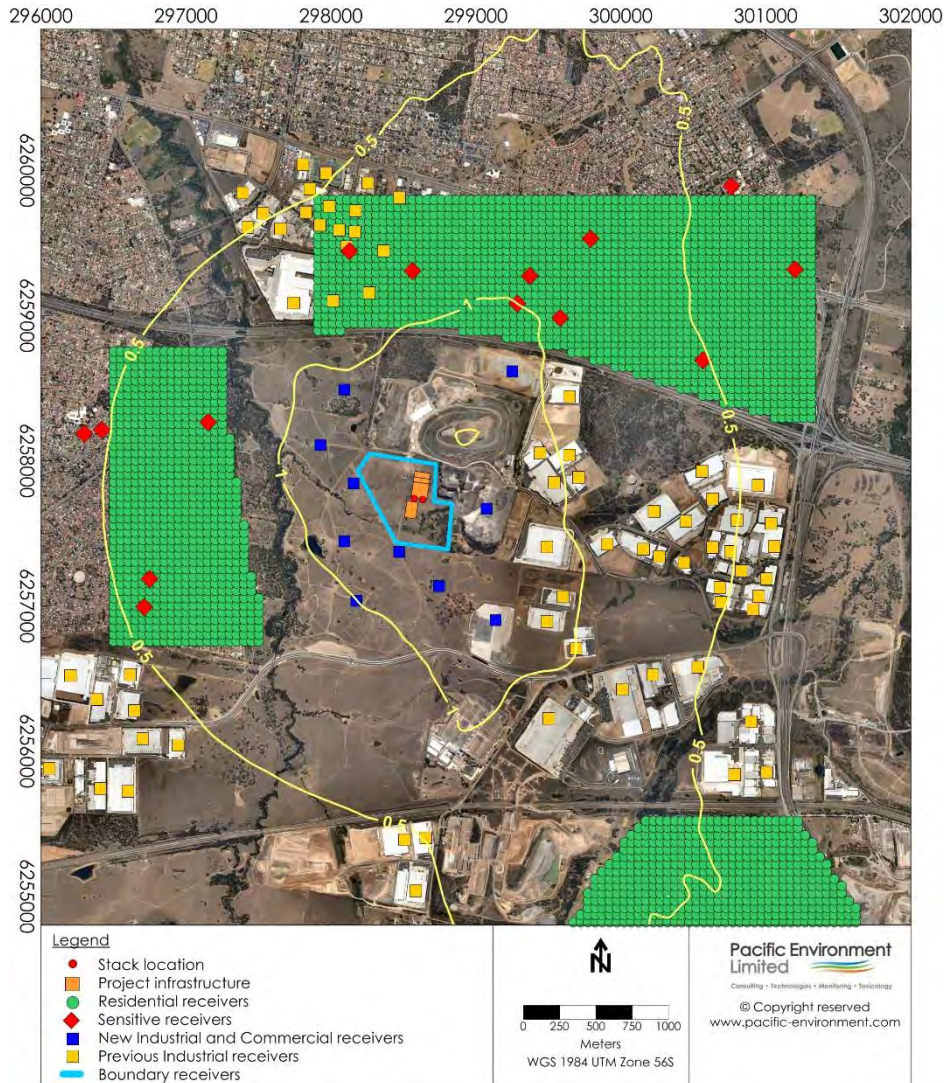 296000 297000 298000 299000 300000 301000 302000
6260000
6259000
6258000
6257000
6256000
6255000
0.5
0.5
0.5
1
0.5
1
0.5
0.5
1
0.5
0.5
Legend
Stack location
Project infrastructure
Residential receivers
Sensitive receivers
New Industrial and Commercial receivers
Previous Industrial receivers
Boundary receivers
N
0 250 500 750 1000
Meters
WGS 1984 UTM Zone 56S
Pacific Environment
Limited
Consulting • Technologies • Monitoring • Toxicology
© Copyright reserved
www.pacific-environment.com